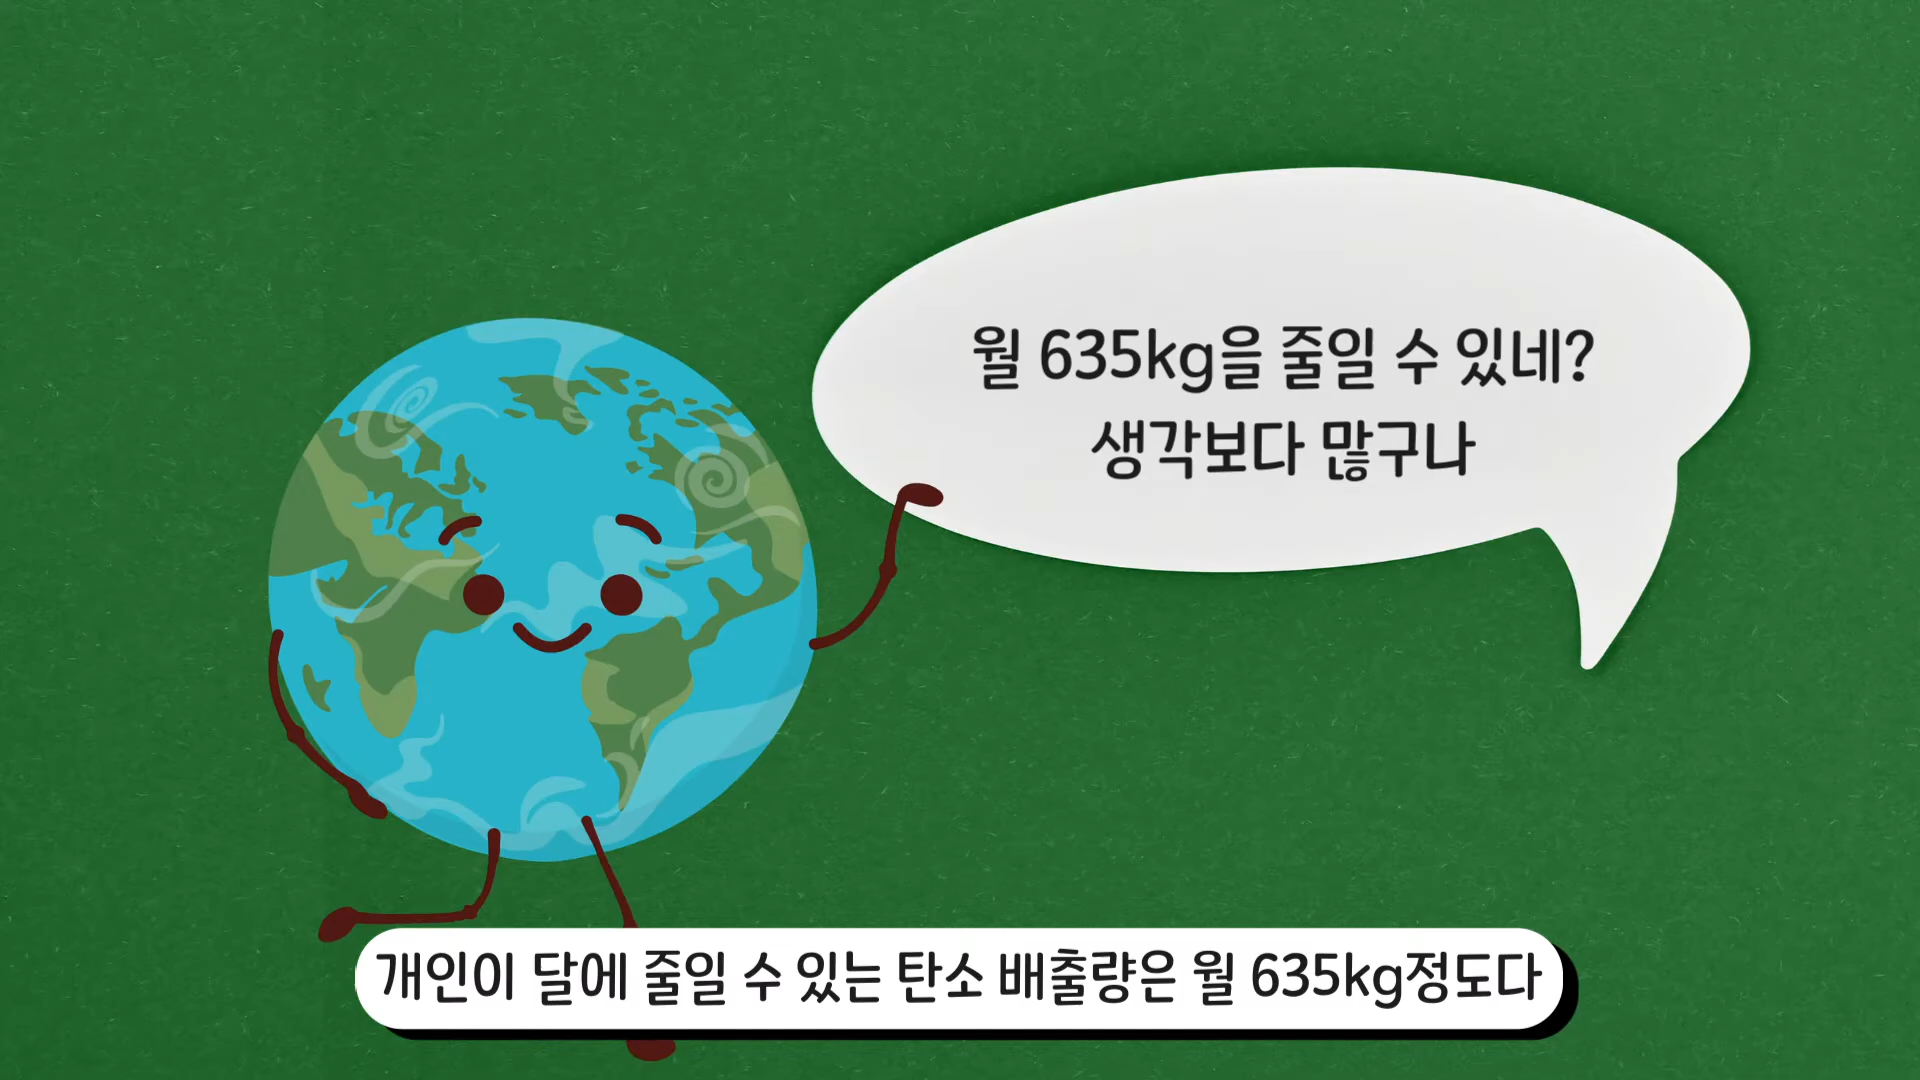 월 635kg을 줄일 수 있네?
생각보다 많구나
개인이 달에 줄일 수 있는 탄소 배출량은 월 635kg정도다